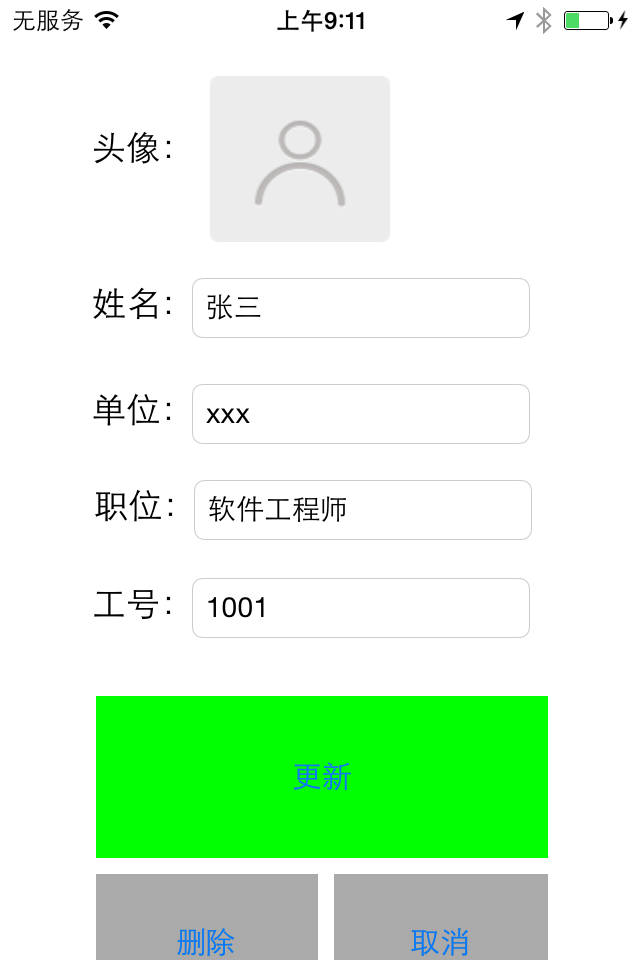 无服务 上午9:11
头像：
姓名： 张三
单位： xxx
职位： 软件工程师
工号： 1001
更新
删除 取消